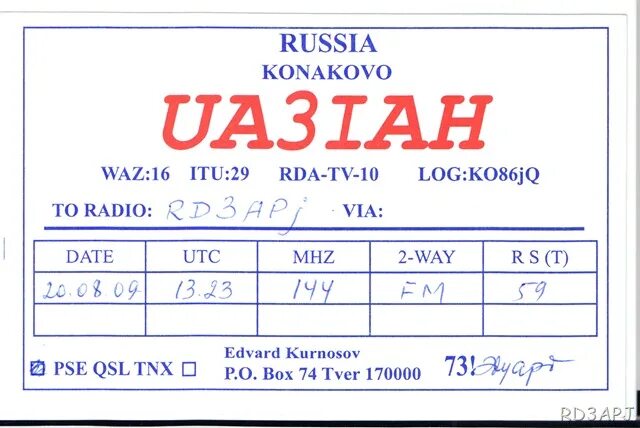 RUSSIA
KONAKOVO
UA3IAH
WAZ:16 ITU:29 RDA-TV-10 LOG:KO86jQ
TO RADIO: RD3APj VIA:
DATE UTC MHZ 2-WAY R S (T)
20.08 09 13.23 144 FM 59
PSE QSL TNX
Edvard Kurnosov
P.O. Box 74 Tver 170000
73! Эдуард
RD3APJ